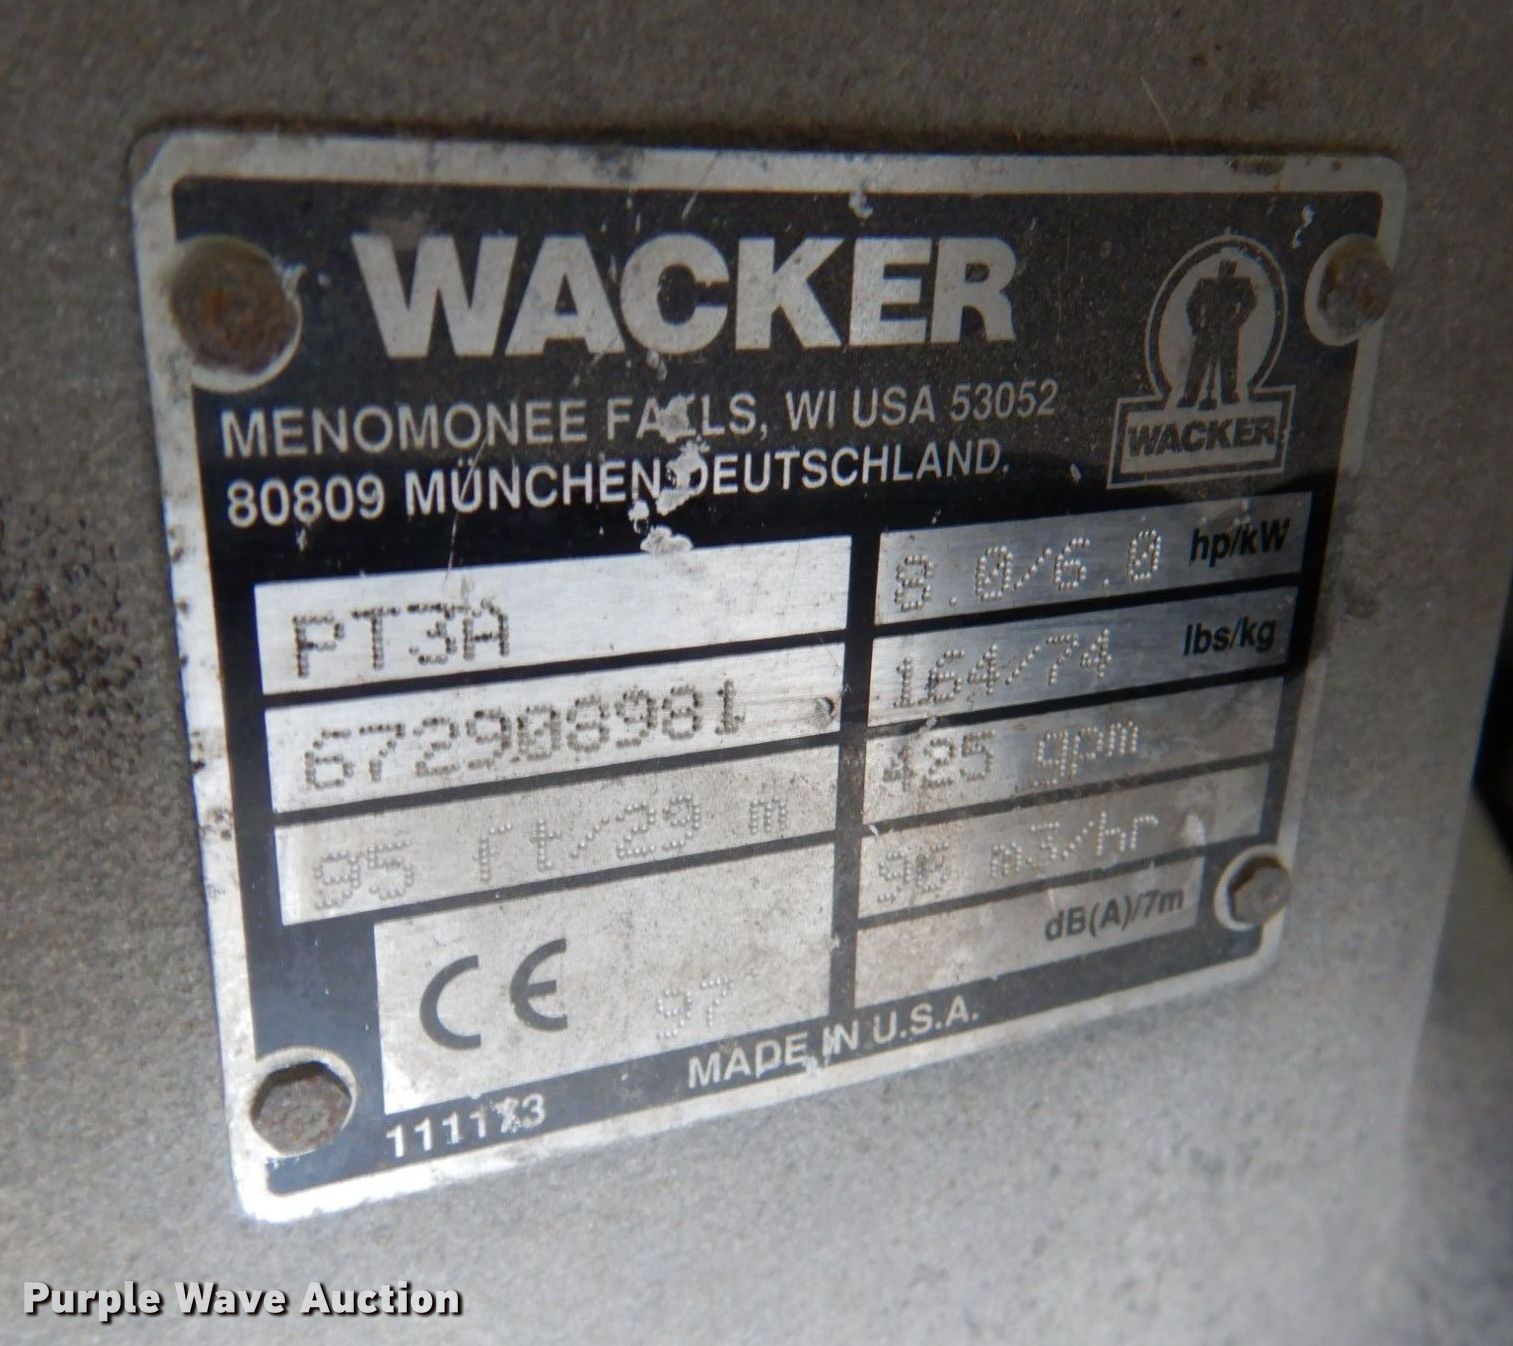 WACKER
WACKER
MENOMONEE FALLS, WI USA 53052
80809 MÜNCHEN DEUTSCHLAND.
PT3A
8.0/6.0 hp/kW
672908981
164/74 lbs/kg
95 ft/29 m
425 gpm
96 m3/hr
CE 97
dB(A)/7m
MADE IN U.S.A.
Purple Wave Auction